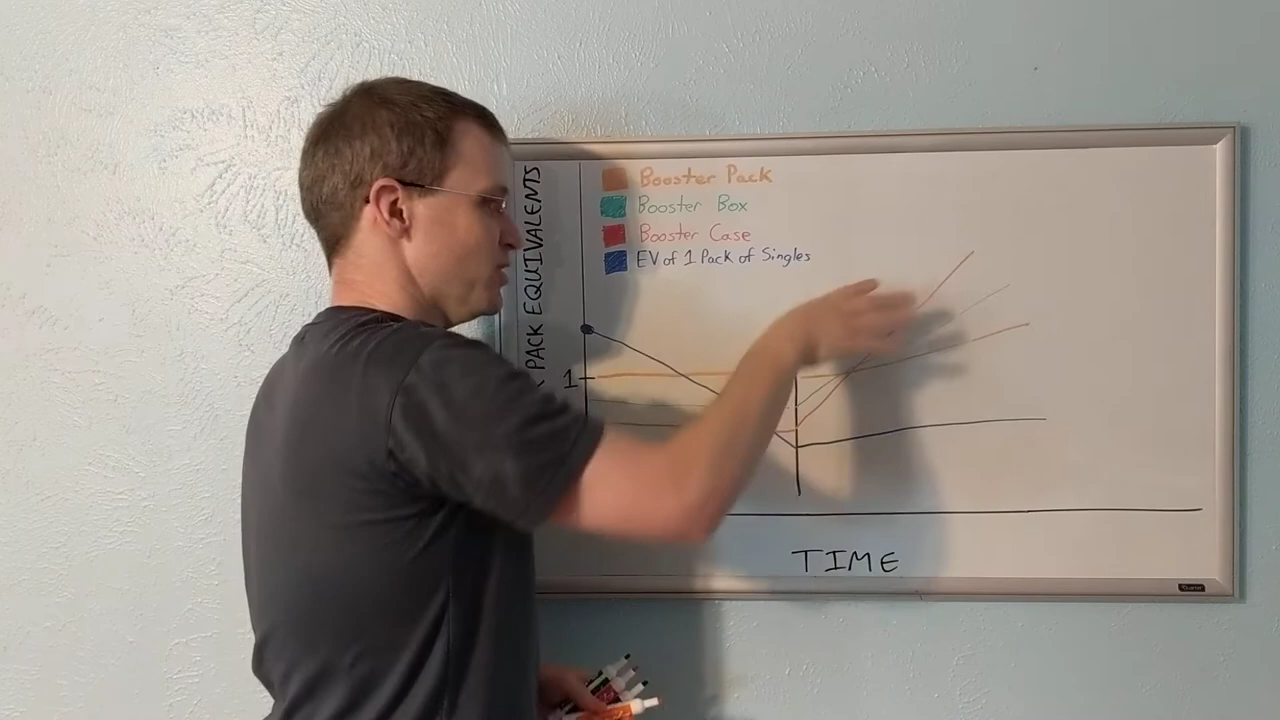 Booster Pack
Booster Box
Booster Case
EV of 1 Pack of Singles
PACK EQUIVALENTS
1
TIME